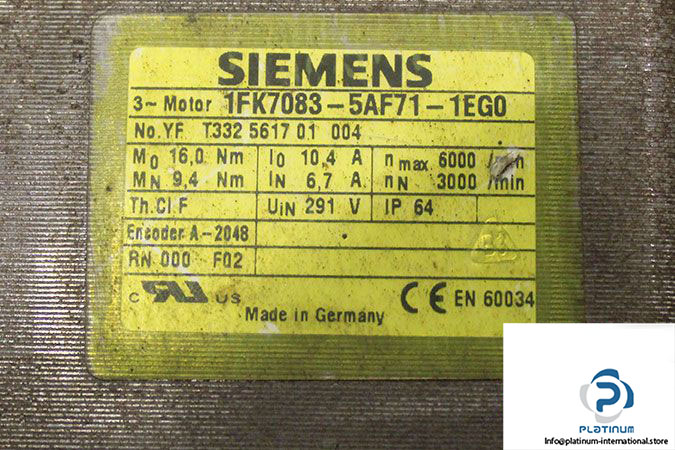 SIEMENS
3~ Motor 1FK7083-5AF71-1EG0
No.YF T332 5617 01 004
M0 16,0 Nm I0 10,4 A n max 6000
MN 9,4 Nm IN 6,7 A nN 3000 /min
Th.Cl F UIN 291 V IP 64
Encoder A-2048
RN 000 F02
c RU US CE EN 60034
Made in Germany
PLATINUM
Info@platinum-international.store